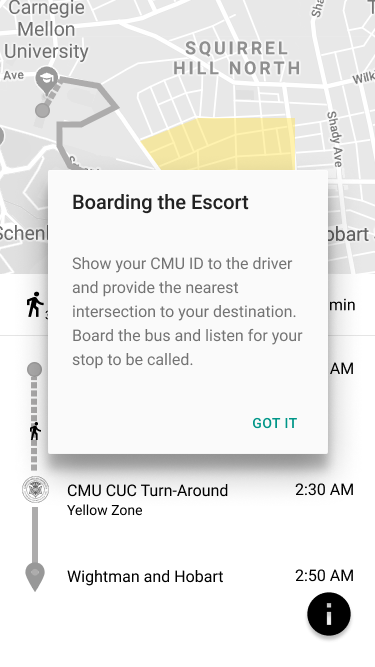 Carnegie
Mellon
University
Ave
SQUIRREL
HILL NORTH
Shady Ave
Boarding the Escort
Show your CMU ID to the driver
and provide the nearest
intersection to your destination.
Board the bus and listen for your
stop to be called.
GOT IT
min
AM
CMU CUC Turn-Around
2:30 AM
Yellow Zone
Wightman and Hobart
2:50 AM